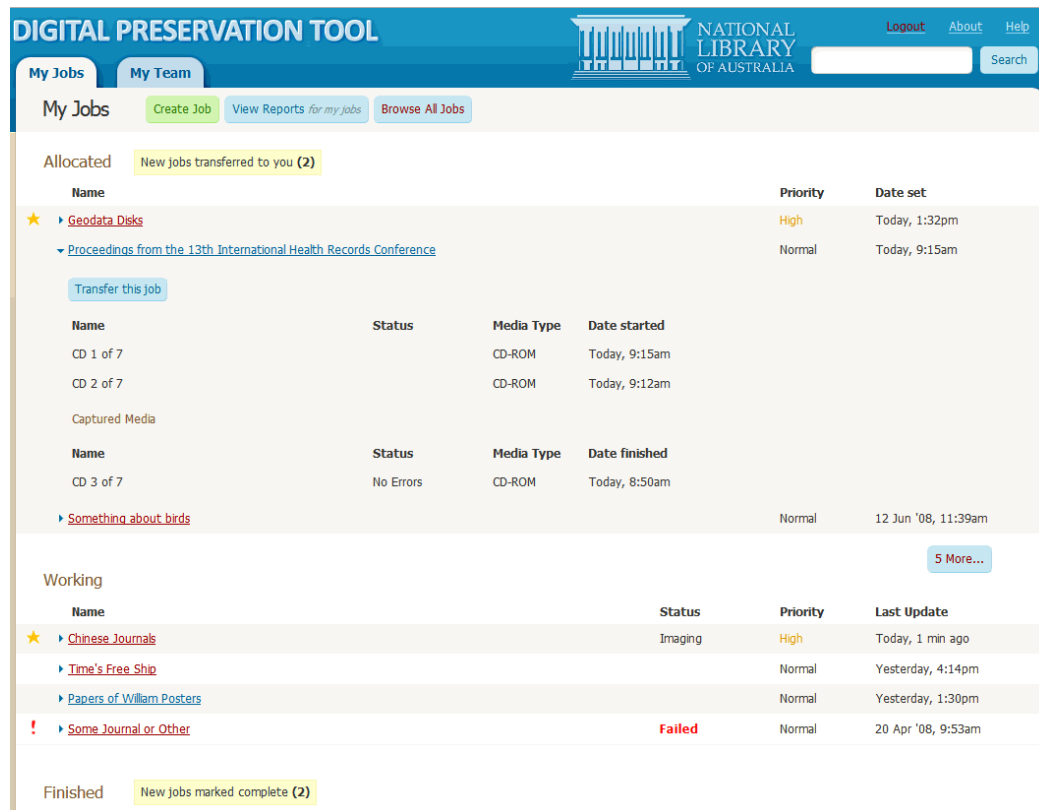 DIGITAL PRESERVATION TOOL
NATIONAL
LIBRARY
OF AUSTRALIA
Logout About Help
Search
My Jobs My Team
My Jobs Create Job View Reports for my jobs Browse All Jobs
Allocated New jobs transferred to you (2)
Name Priority Date set
Geodata Disks High Today, 1:32pm
Proceedings from the 13th International Health Records Conference Normal Today, 9:15am
Transfer this job
Name Status Media Type Date started
CD 1 of 7 CD-ROM Today, 9:15am
CD 2 of 7 CD-ROM Today, 9:12am
Captured Media
Name Status Media Type Date finished
CD 3 of 7 No Errors CD-ROM Today, 8:50am
Something about birds Normal 12 Jun '08, 11:39am
5 More...
Working
Name Status Priority Last Update
Chinese Journals Imaging High Today, 1 min ago
Time's Free Ship Normal Yesterday, 4:14pm
Papers of William Posters Normal Yesterday, 1:30pm
! Some Journal or Other Failed Normal 20 Apr '08, 9:53am
Finished New jobs marked complete (2)